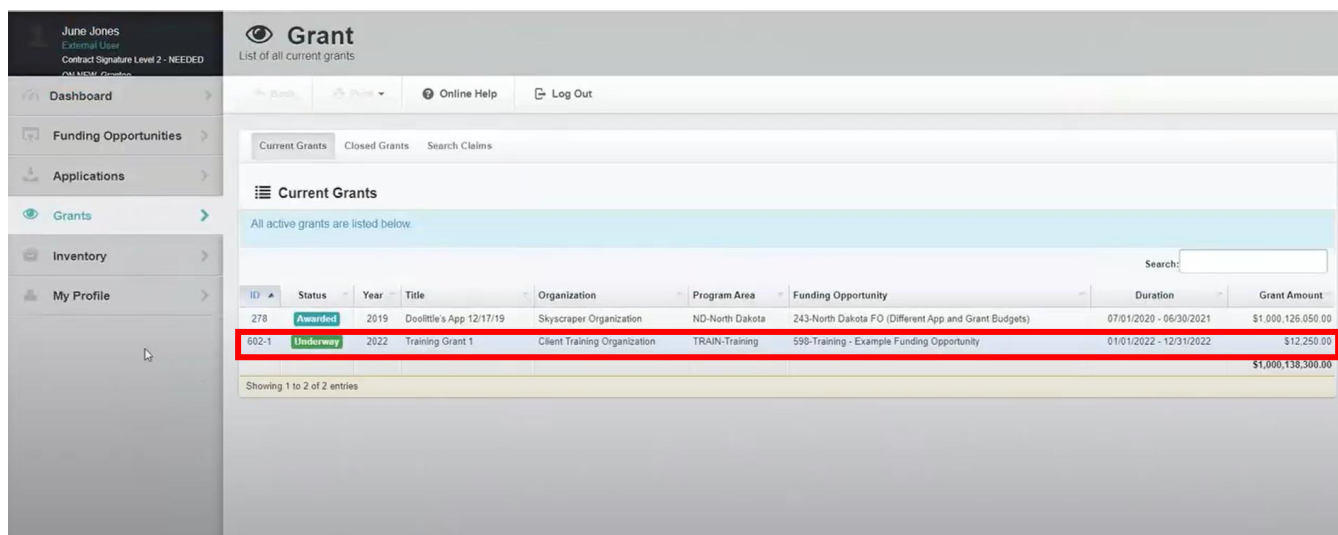 June Jones
External User
Contract Signature Level 2 - NEEDED
ON NEW, Grantee
Grant
List of all current grants
Back Print Online Help Log Out
Dashboard
Funding Opportunities
Applications
Grants
Inventory
My Profile
Current Grants Closed Grants Search Claims
Current Grants
All active grants are listed below.
Search:
ID Status Year Title Organization Program Area Funding Opportunity Duration Grant Amount
278 Awarded 2019 Doolittle's App 12/17/19 Skyscraper Organization ND-North Dakota 243-North Dakota FO (Different App and Grant Budgets) 07/01/2020 - 06/30/2021 $1,000,126,050.00
602-1 Underway 2022 Training Grant 1 Client Training Organization TRAIN-Training 598-Training - Example Funding Opportunity 01/01/2022 - 12/31/2022 $12,250.00
$1,000,138,300.00
Showing 1 to 2 of 2 entries